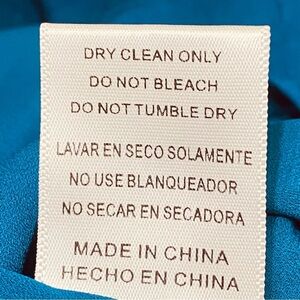 DRY CLEAN ONLY
DO NOT BLEACH
DO NOT TUMBLE DRY
LAVAR EN SECO SOLAMENTE
NO USE BLANQUEADOR
NO SECAR EN SECADORA
MADE IN CHINA
HECHO EN CHINA